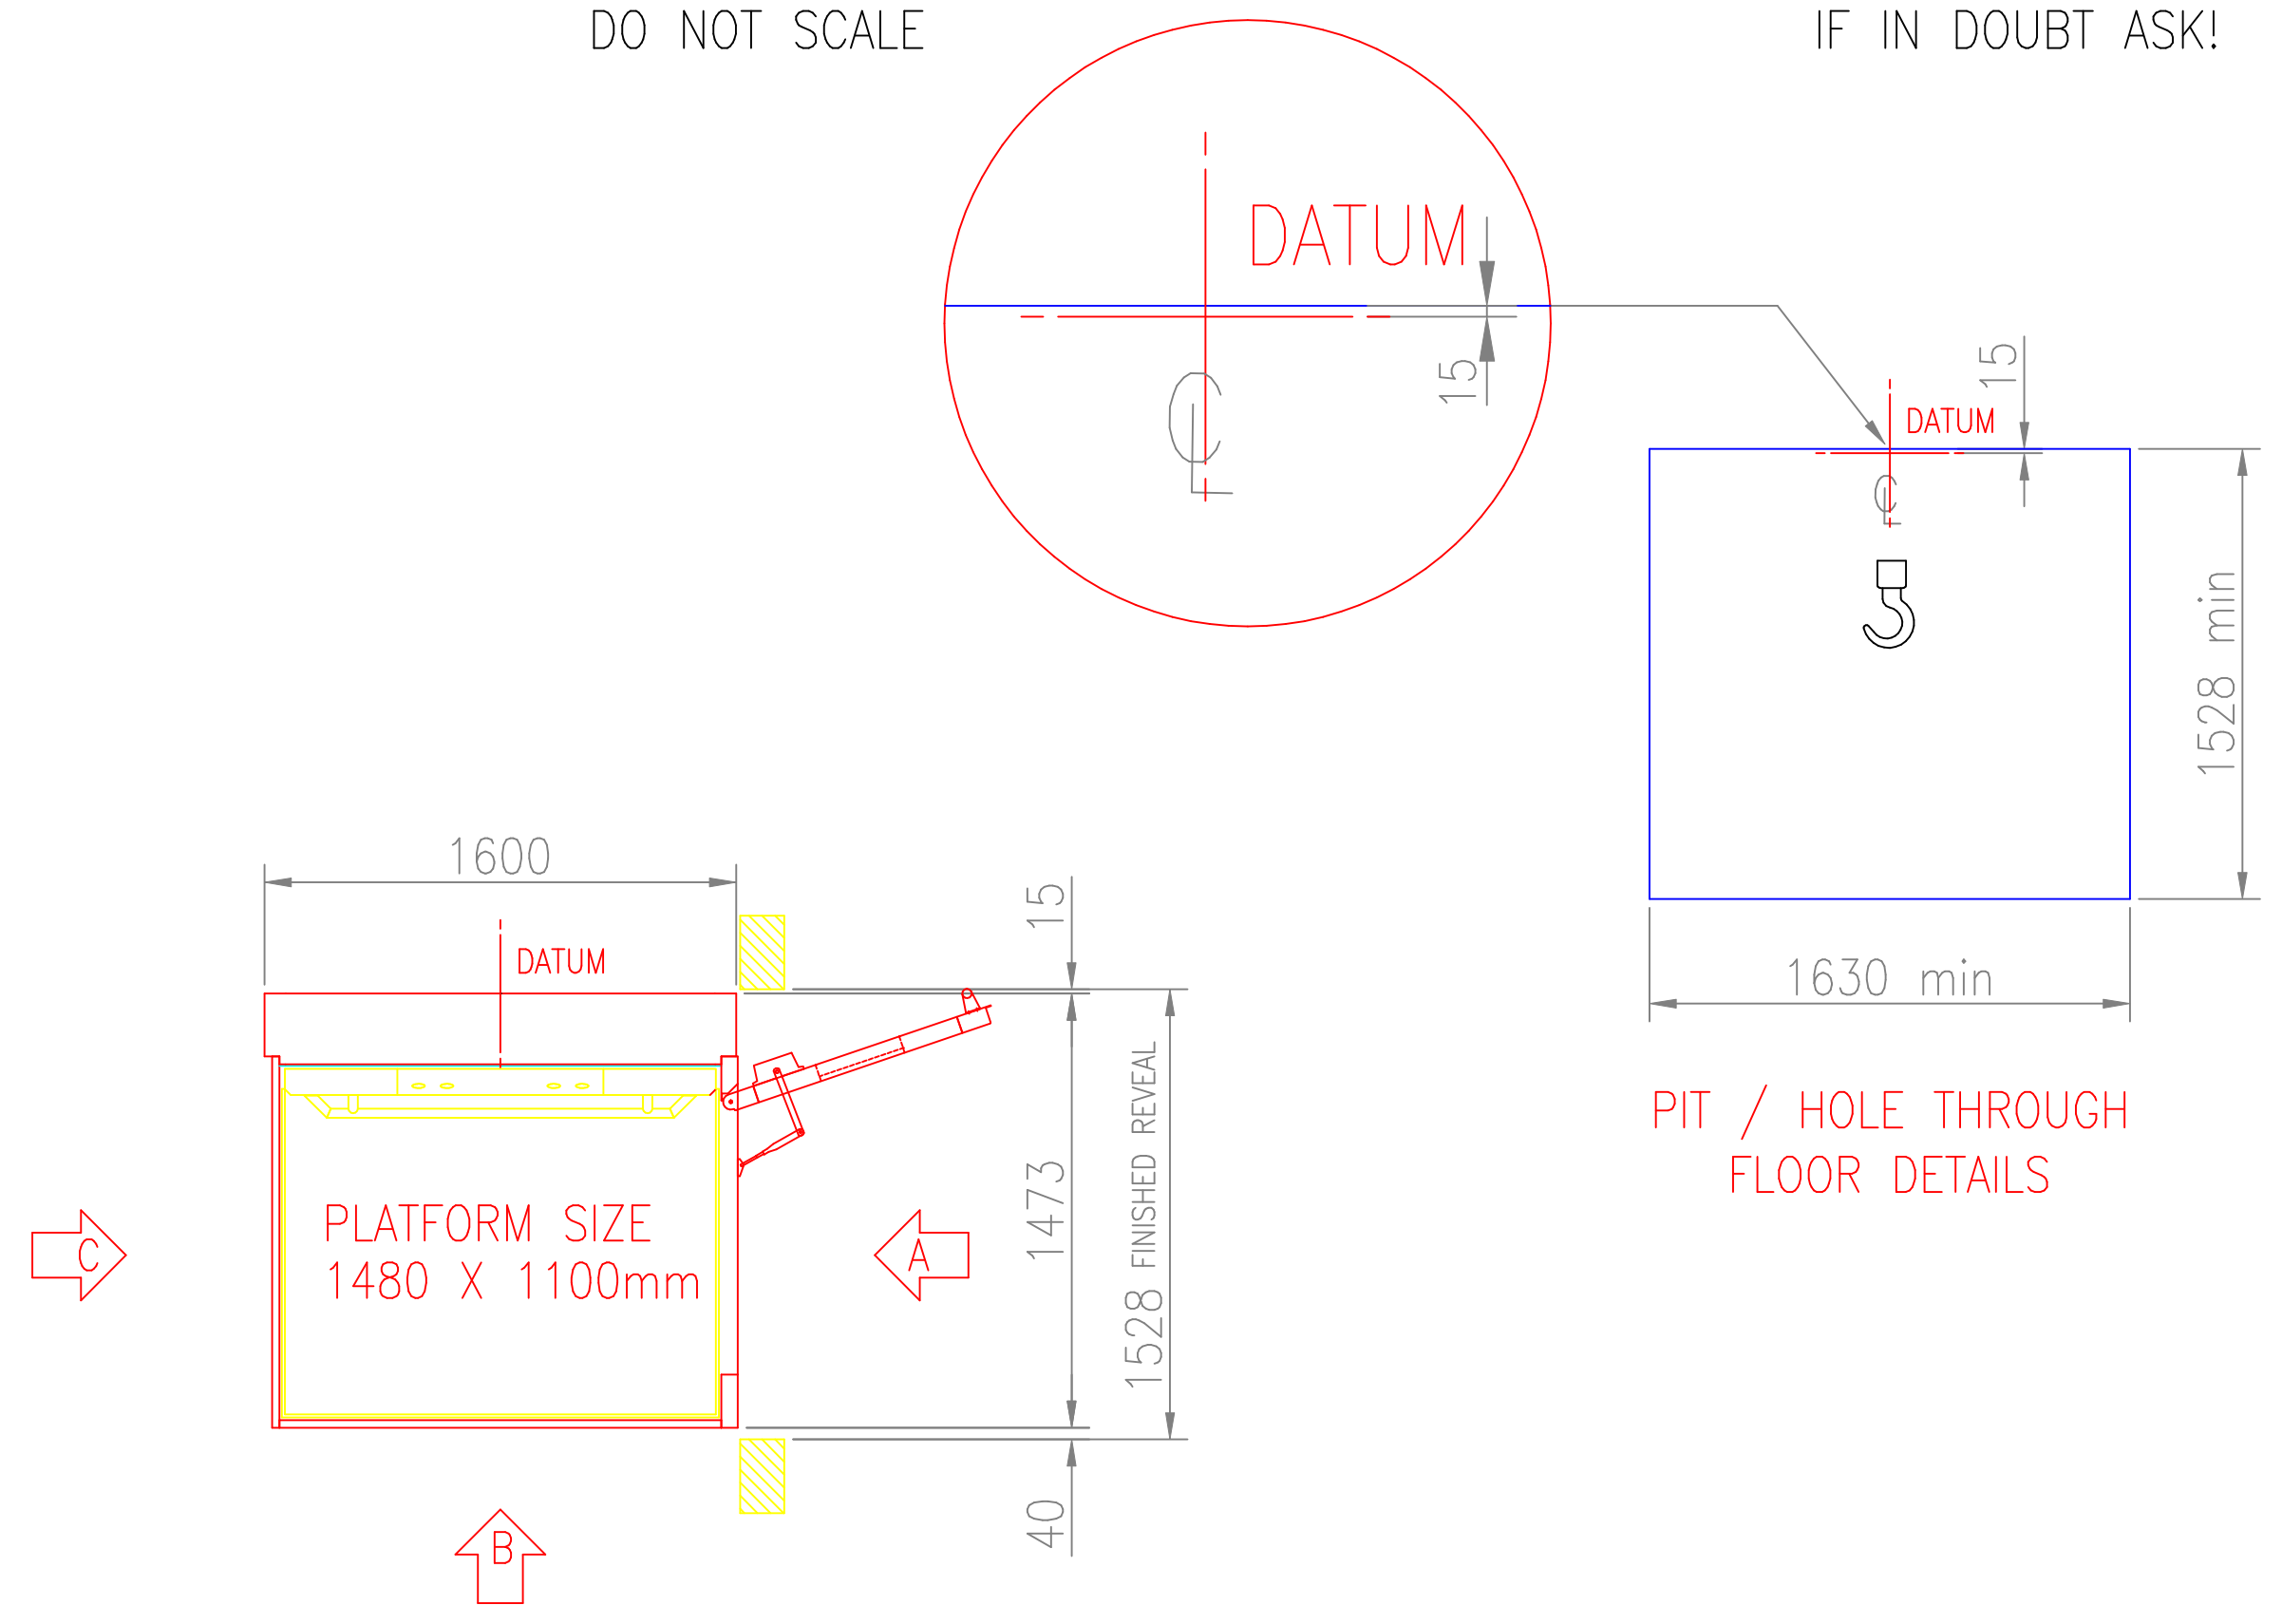 DO NOT SCALE
IF IN DOUBT ASK!
DATUM
15
℄
15
DATUM
℄
1528 min
1630 min
PIT / HOLE THROUGH
FLOOR DETAILS
1600
DATUM
15
1473
1528 FINISHED REVEAL
40
PLATFORM SIZE
1480 X 1100mm
C
A
B